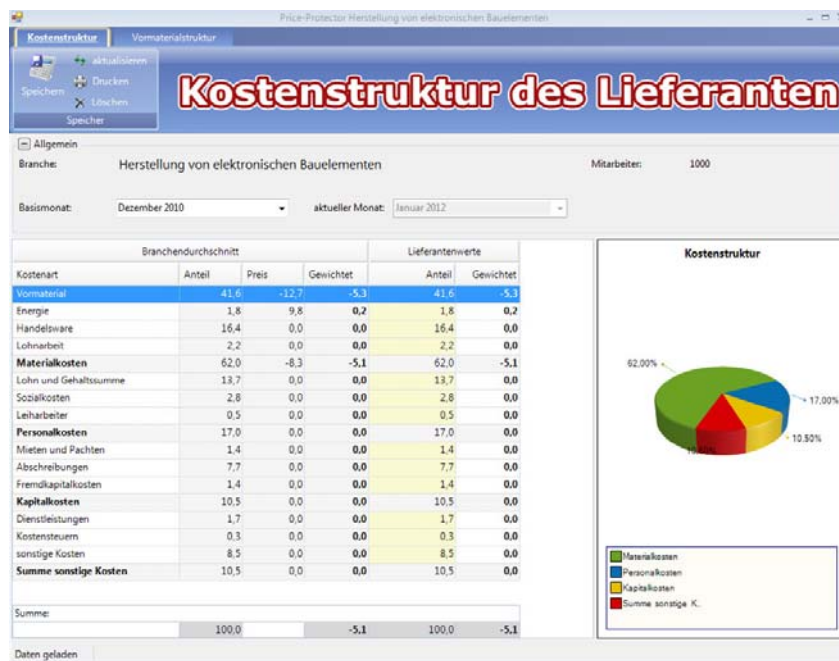 Price-Protector Herstellung von elektronischen Bauelementen
Kostenstruktur Vormaterialstruktur
Speichern
aktualisieren
Drucken
Löschen
Speicher
Kostenstruktur des Lieferanten
Allgemein
Branche: Herstellung von elektronischen Bauelementen Mitarbeiter: 1000
Basismonat: Dezember 2010 aktueller Monat: Januar 2012
Branchendurchschnitt Lieferantenwerte
Kostenart Anteil Preis Gewichtet Anteil Gewichtet
Vormaterial 41,6 -12,7 -5,3 41,6 -5,3
Energie 1,8 9,8 0,2 1,8 0,2
Handelsware 16,4 0,0 0,0 16,4 0,0
Lohnarbeit 2,2 0,0 0,0 2,2 0,0
Materialkosten 62,0 -8,3 -5,1 62,0 -5,1
Lohn und Gehaltssumme 13,7 0,0 0,0 13,7 0,0
Sozialkosten 2,8 0,0 0,0 2,8 0,0
Leiharbeiter 0,5 0,0 0,0 0,5 0,0
Personalkosten 17,0 0,0 0,0 17,0 0,0
Mieten und Pachten 1,4 0,0 0,0 1,4 0,0
Abschreibungen 7,7 0,0 0,0 7,7 0,0
Fremdkapitalkosten 1,4 0,0 0,0 1,4 0,0
Kapitalkosten 10,5 0,0 0,0 10,5 0,0
Dienstleistungen 1,7 0,0 0,0 1,7 0,0
Kostensteuern 0,3 0,0 0,0 0,3 0,0
sonstige Kosten 8,5 0,0 0,0 8,5 0,0
Summe sonstige Kosten 10,5 0,0 0,0 10,5 0,0
Summe:
100,0 -5,1 100,0 -5,1
Kostenstruktur
62.00%
17.00%
10.50%
Materialkosten
Personalkosten
Kapitalkosten
Summe sonstige K..
Daten geladen